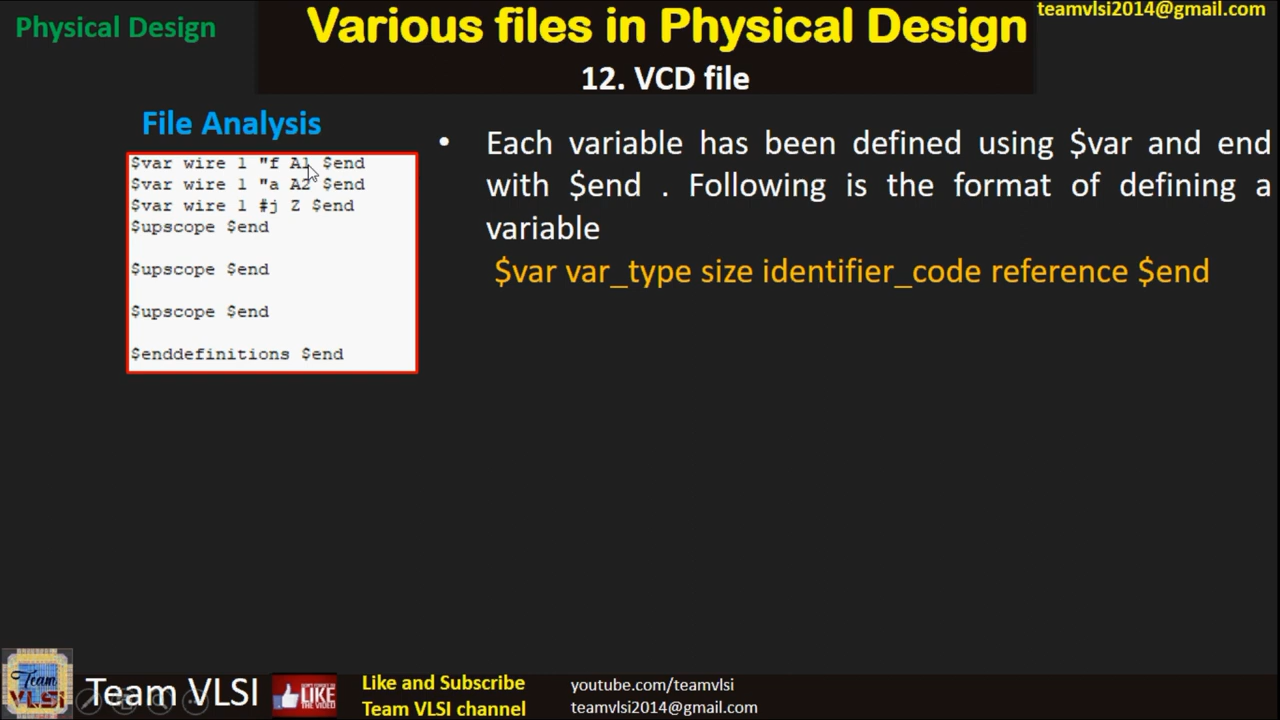 Physical Design
Various files in Physical Design
teamvlsi2014@gmail.com
12. VCD file
File Analysis
$var wire 1 "f A1 $end
$var wire 1 "a A2 $end
$var wire 1 #j Z $end
$upscope $end
$upscope $end
$upscope $end
$enddefinitions $end
• Each variable has been defined using $var and end
with $end . Following is the format of defining a
variable
$var var_type size identifier_code reference $end
Team VLSI
Team VLSI
LIKE
THE VIDEO
Like and Subscribe
Team VLSI channel
youtube.com/teamvlsi
teamvlsi2014@gmail.com